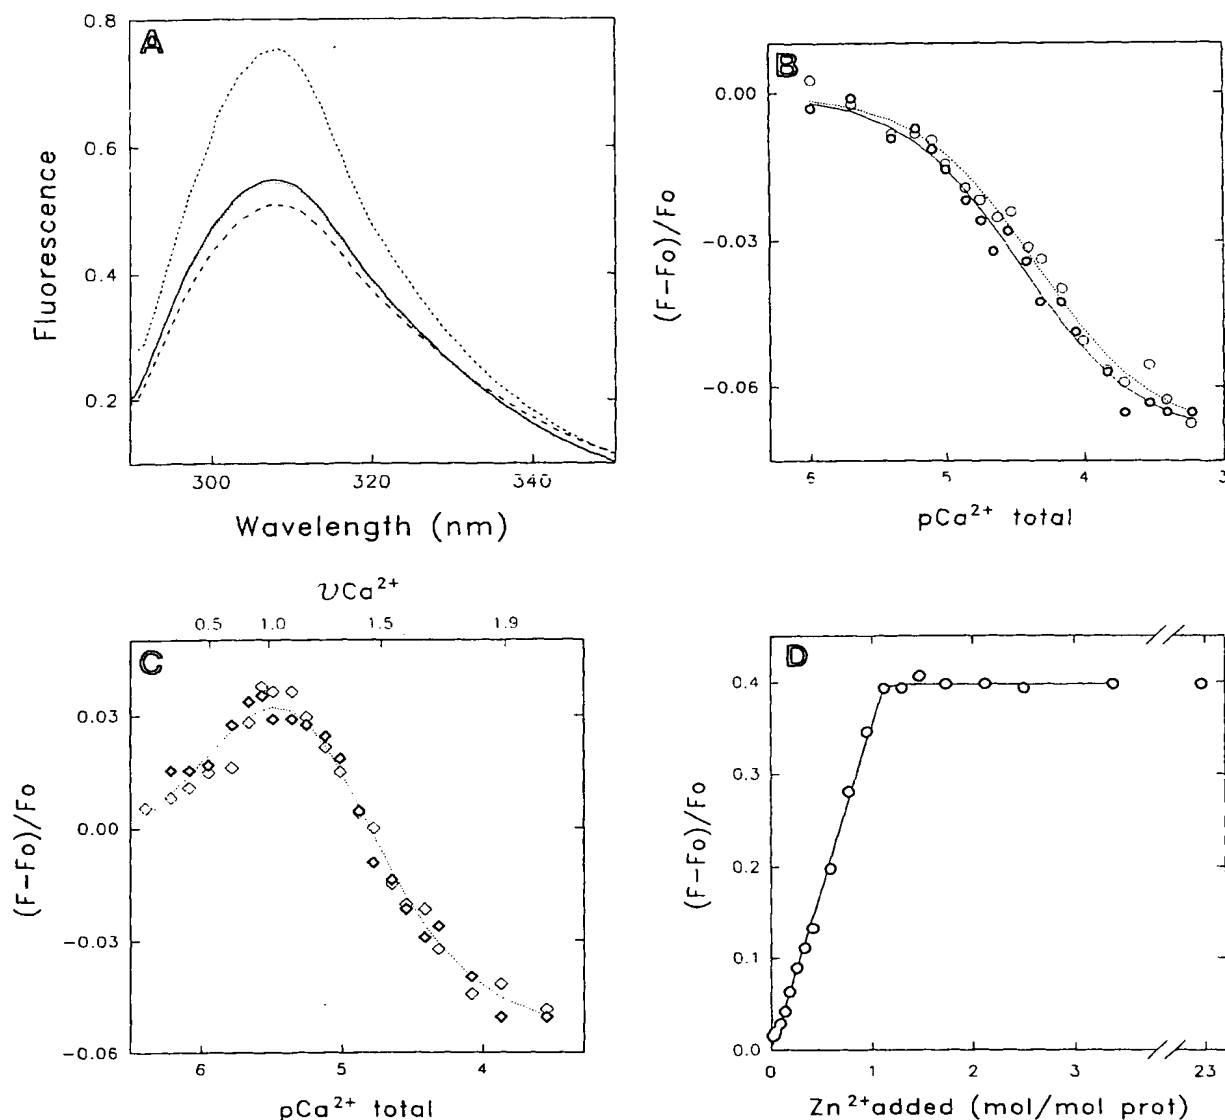 A
0.8
0.6
0.4
0.2
Fluorescence
300 320 340
Wavelength (nm)
B
0.00
−0.03
−0.06
(F−Fo)/Fo
6 5 4 3
pCa²⁺ total
υCa²⁺
0.5 1.0 1.5 1.9
C
0.03
0.00
−0.03
−0.06
(F−Fo)/Fo
6 5 4
pCa²⁺ total
D
0.4
0.3
0.2
0.1
0.0
(F−Fo)/Fo
0 1 2 3 23
Zn²⁺added (mol/mol prot)